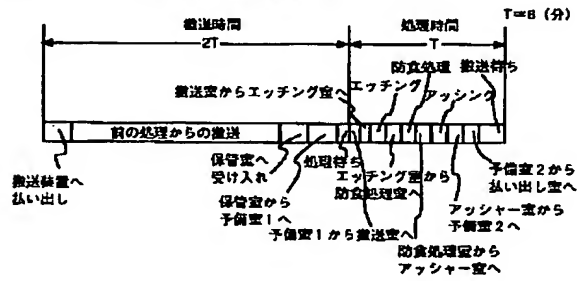 T=8（分）
搬送時間
処理時間
2T
T
防食処理
搬送待ち
エッチング
アッシング
搬送室からエッチング室へ
前の処理からの搬送
搬送装置へ
払い出し
保管室へ
受け入れ
処理待ち
保管室から
予備室1へ
予備室1から搬送室へ
エッチング室から
防食処理室へ
防食処理室から
アッシャー室へ
アッシャー室から
予備室2へ
予備室2から
払い出し室へ